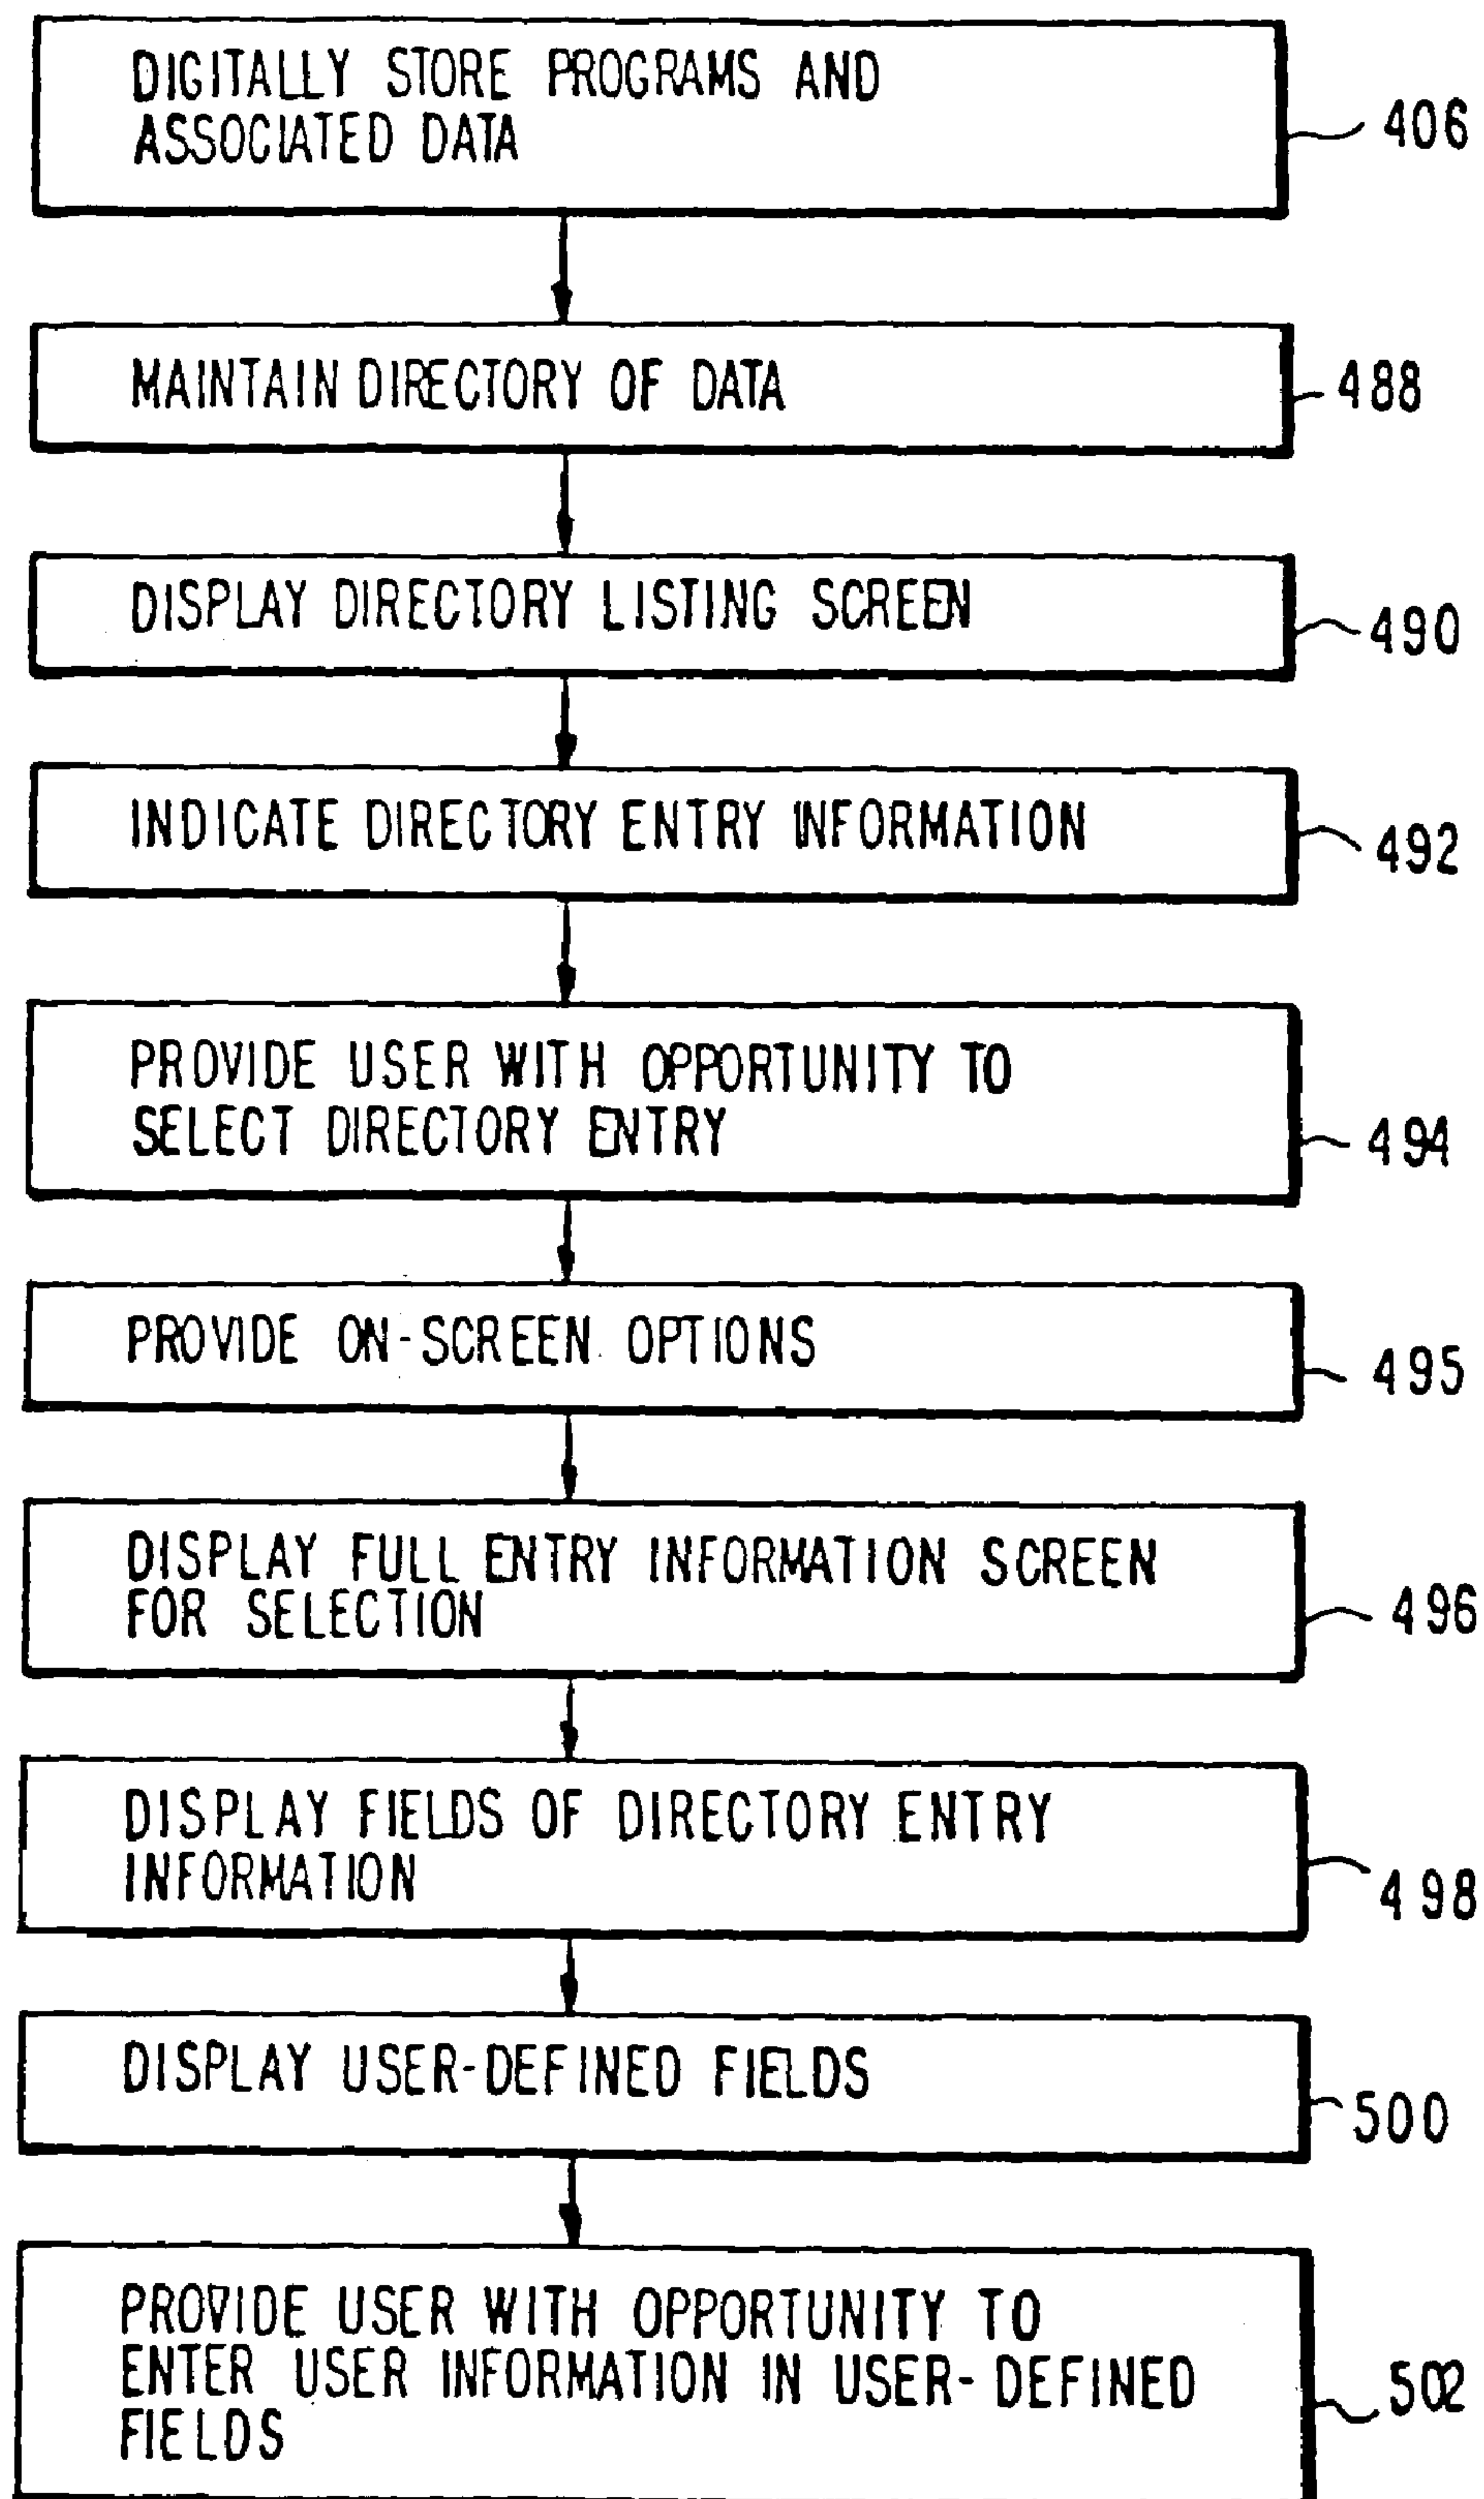 DIGITALLY STORE PROGRAMS AND
ASSOCIATED DATA
406
MAINTAIN DIRECTORY OF DATA
488
DISPLAY DIRECTORY LISTING SCREEN
490
INDICATE DIRECTORY ENTRY INFORMATION
492
PROVIDE USER WITH OPPORTUNITY TO
SELECT DIRECTORY ENTRY
494
PROVIDE ON-SCREEN OPTIONS
495
DISPLAY FULL ENTRY INFORMATION SCREEN
FOR SELECTION
496
DISPLAY FIELDS OF DIRECTORY ENTRY
INFORMATION
498
DISPLAY USER-DEFINED FIELDS
500
PROVIDE USER WITH OPPORTUNITY TO
ENTER USER INFORMATION IN USER-DEFINED
FIELDS
502